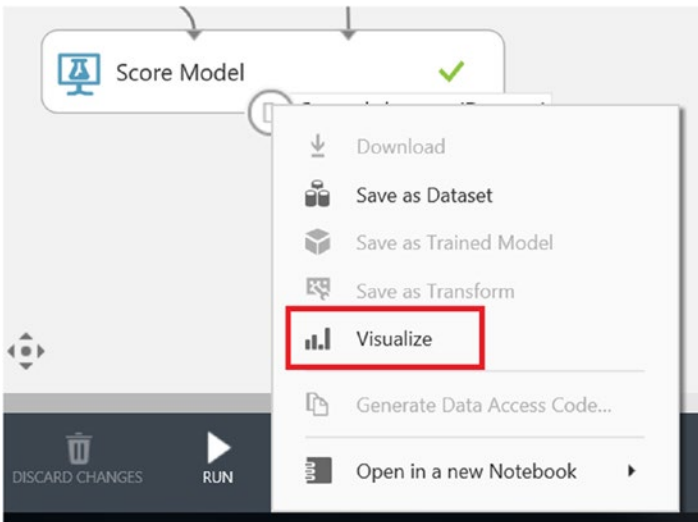 Score Model
Download
Save as Dataset
Save as Trained Model
Save as Transform
Visualize
Generate Data Access Code...
Open in a new Notebook
DISCARD CHANGES
RUN